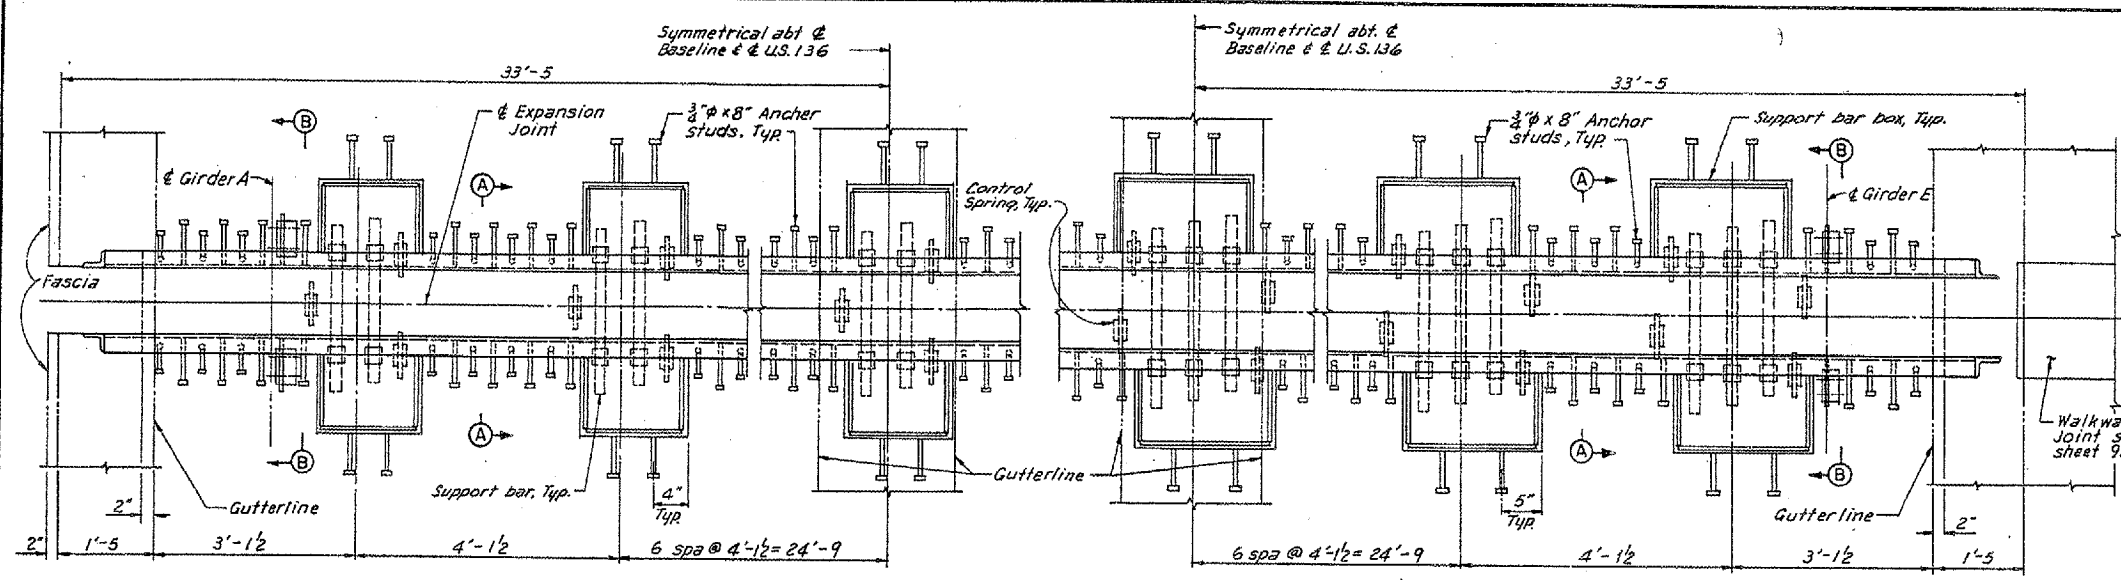 Symmetrical abt ℄
Baseline & ℄ U.S.136
Symmetrical abt. ℄
Baseline & ℄ U.S.136
33'-5
33'-5
B
℄ Expansion
Joint
3/4"φ x 8" Ancher
studs, Typ.
3/4"φ x 8" Anchor
studs, Typ.
Support bar box, Typ.
B
℄ Girder A
A
Control
Spring, Typ.
A
℄ Girder E
Fascia
A
B
A
B
Support bar, Typ.
4"
Typ.
Gutterline
5"
Typ.
Gutterline
Walkwa
Joint s
sheet 9
2"
Gutterline
2"
2"
1'-5
3'-1½
4'-1½
6 spa @ 4'-1½ = 24'-9
6 spa @ 4'-1½ = 24'-9
4'-1½
3'-1½
1'-5